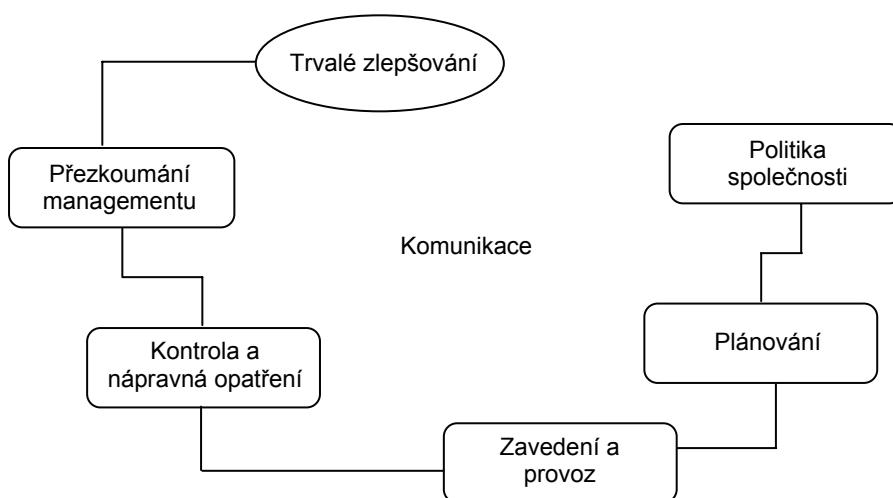 Trvalé zlepšování
Politika
společnosti
Přezkoumání
managementu
Komunikace
Plánování
Kontrola a
nápravná opatření
Zavedení a
provoz